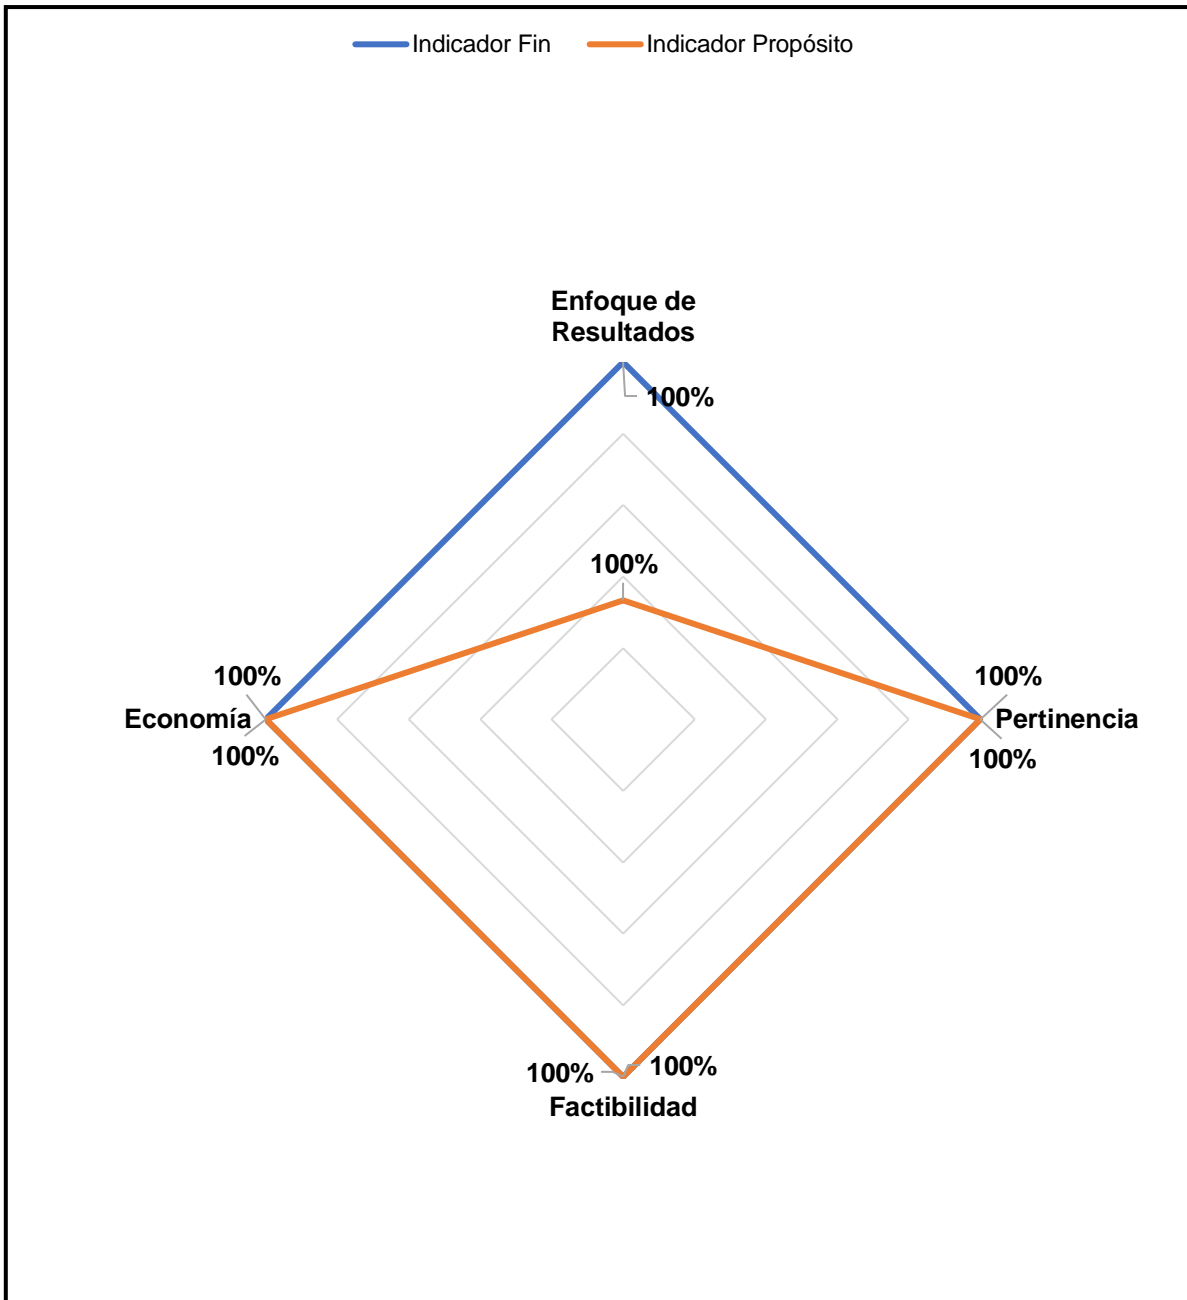 Indicador Fin
Indicador Propósito
Enfoque de
Resultados
100%
100%
100%
100%
Economía
Pertinencia
100%
100%
100%
100%
Factibilidad